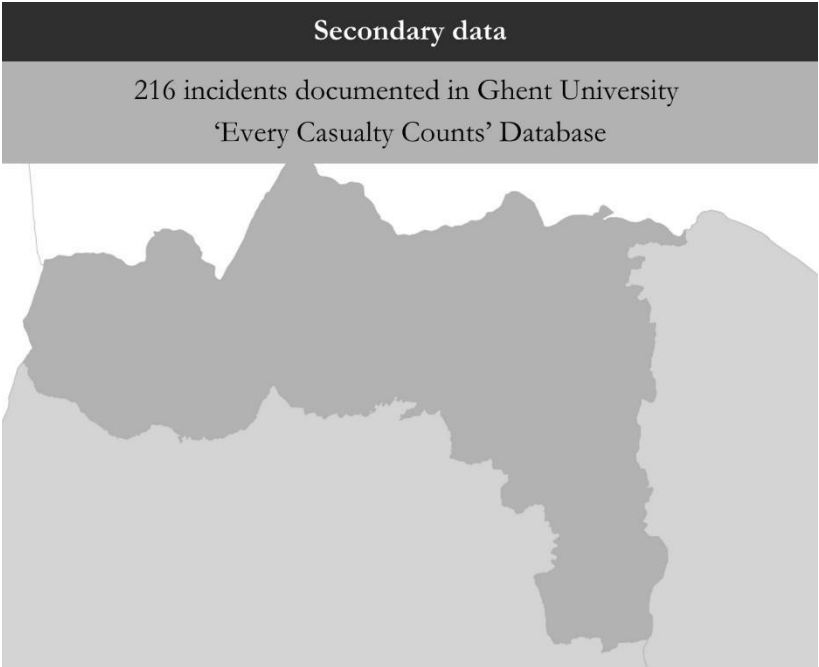 Secondary data
216 incidents documented in Ghent University
‘Every Casualty Counts’ Database